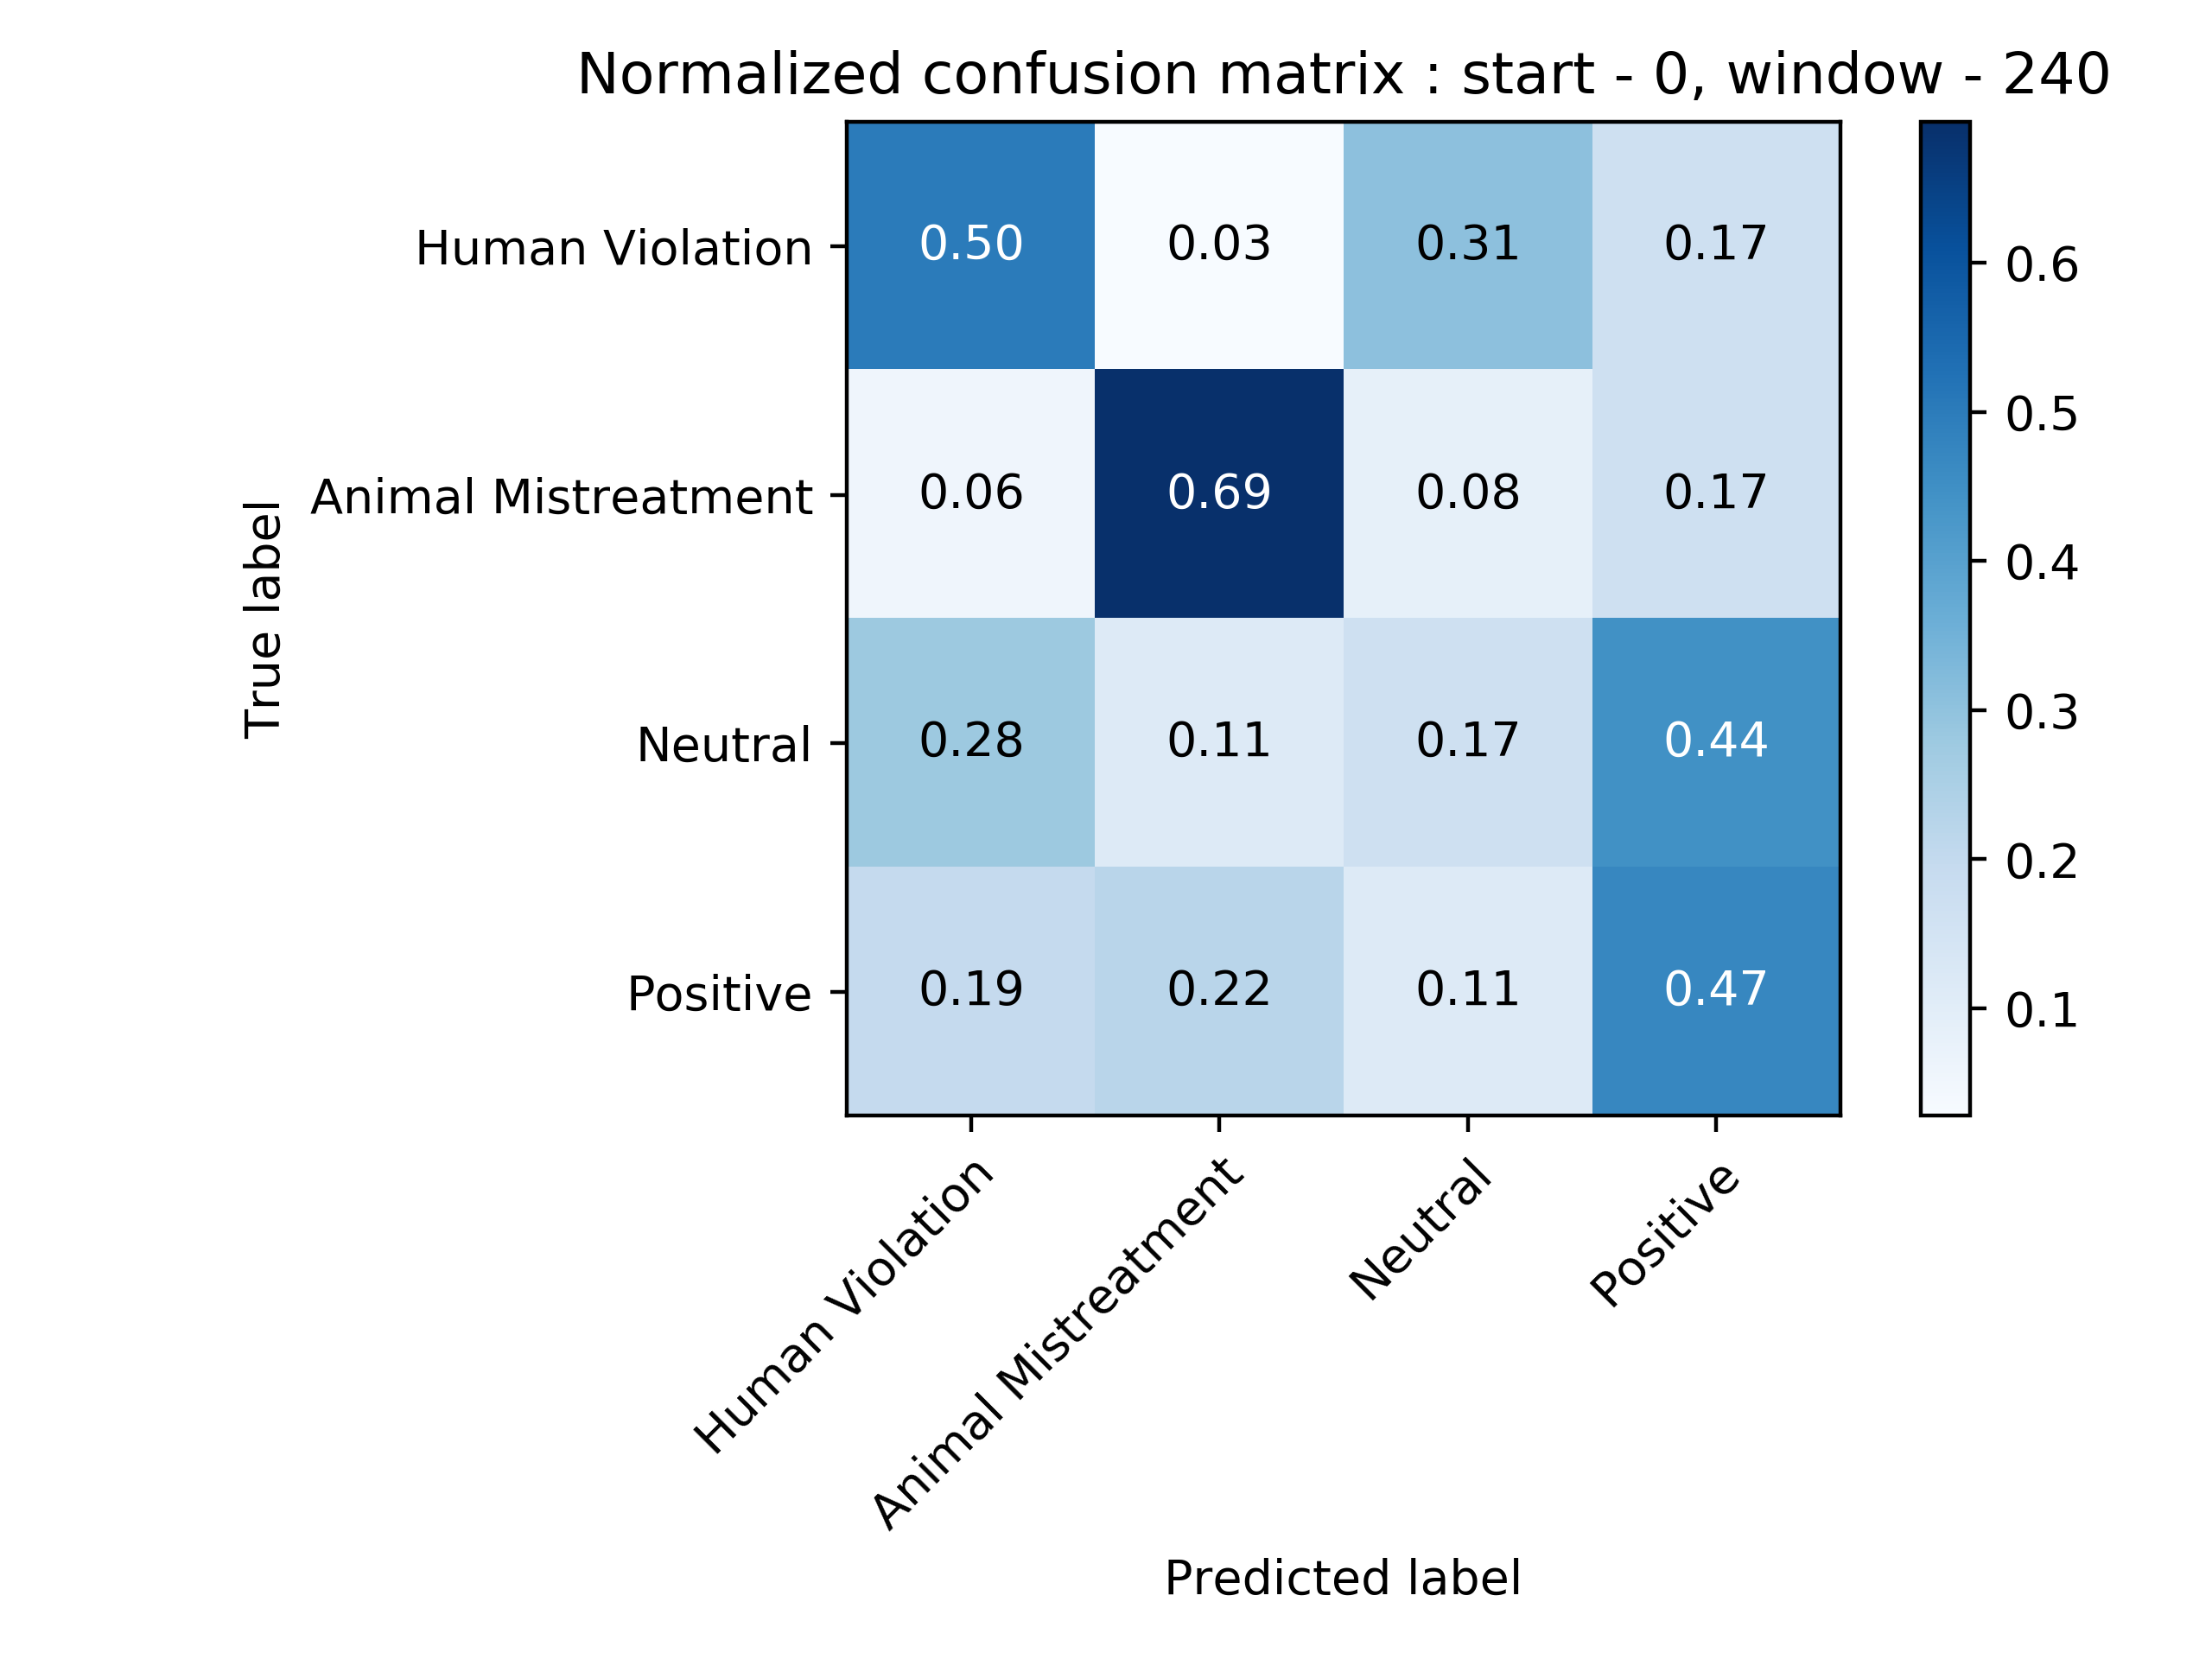 Normalized confusion matrix : start - 0, window - 240
True label
Human Violation
0.50 0.03 0.31 0.17
Animal Mistreatment
0.06 0.69 0.08 0.17
Neutral
0.28 0.11 0.17 0.44
Positive
0.19 0.22 0.11 0.47
Human Violation
Animal Mistreatment
Neutral
Positive
Predicted label
0.6
0.5
0.4
0.3
0.2
0.1